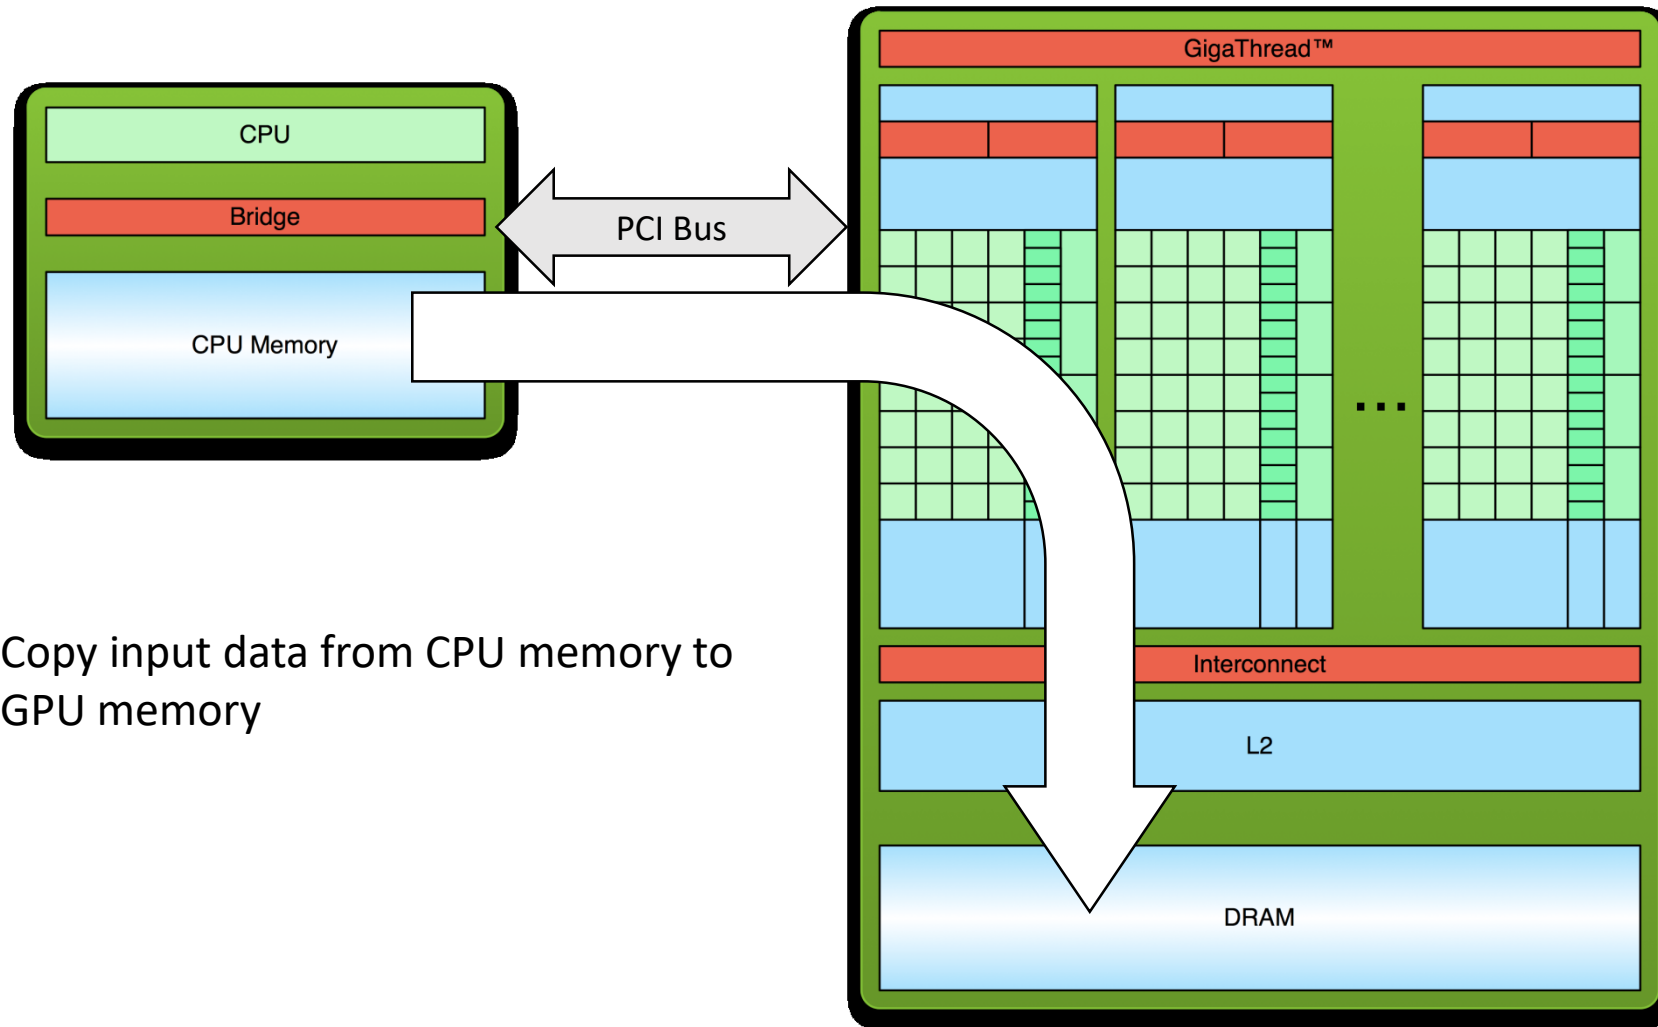 GigaThread™
CPU
Bridge
PCI Bus
CPU Memory
...
Copy input data from CPU memory to
GPU memory
Interconnect
L2
DRAM